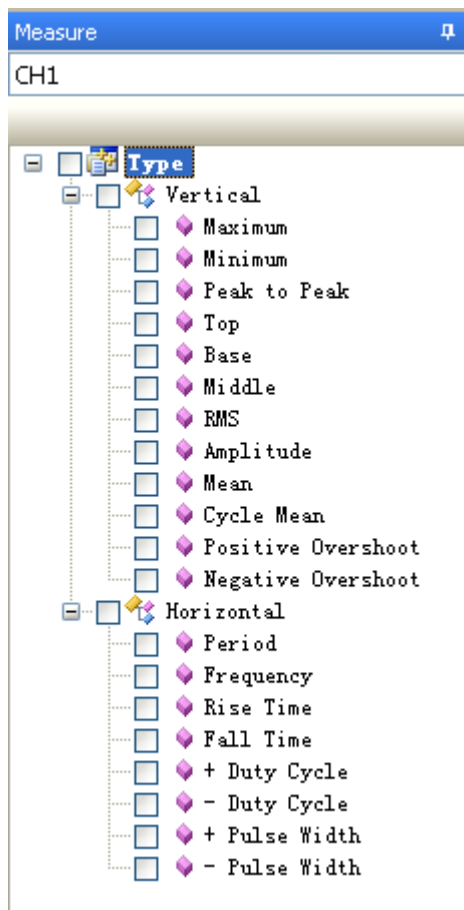 Measure
CH1
Type
Vertical
Maximum
Minimum
Peak to Peak
Top
Base
Middle
RMS
Amplitude
Mean
Cycle Mean
Positive Overshoot
Negative Overshoot
Horizontal
Period
Frequency
Rise Time
Fall Time
+ Duty Cycle
- Duty Cycle
+ Pulse Width
- Pulse Width